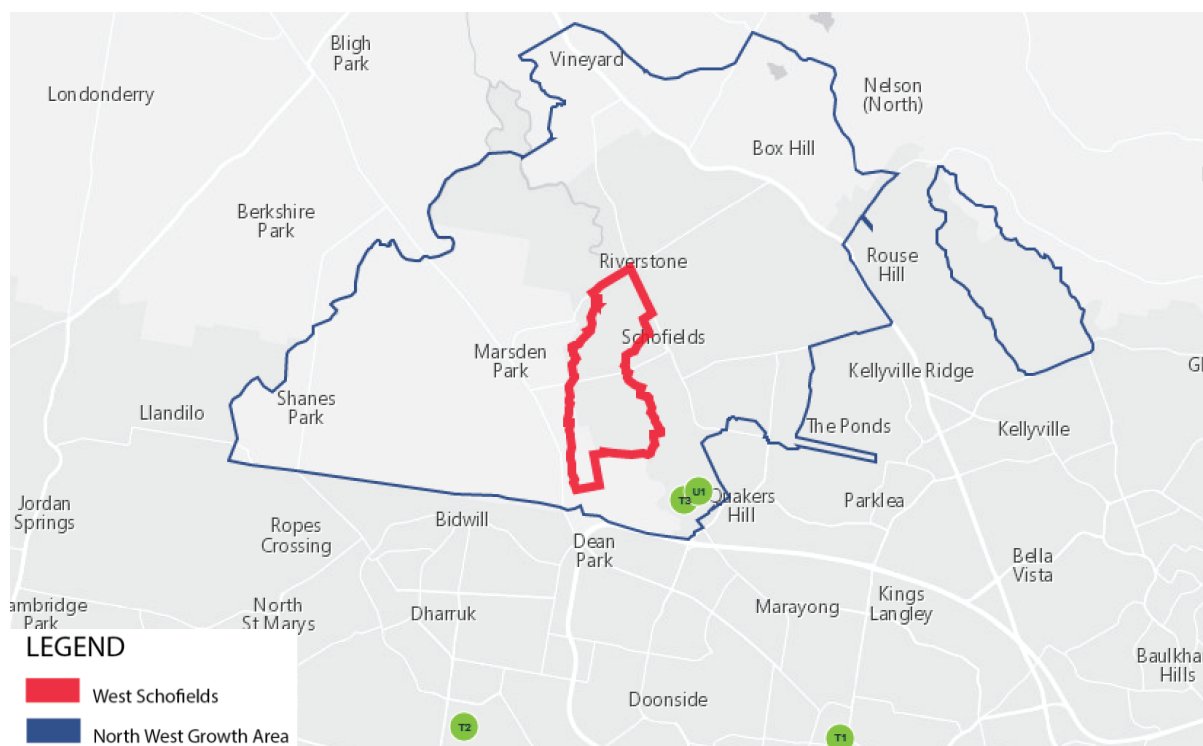 Bligh
Park
Vineyard
Londonderry
Nelson
(North)
Box Hill
Berkshire
Park
Rouse
Hill
Riverstone
Schofields
Marsden
Park
Kellyville Ridge
Shanes
Park
Llandilo
The Ponds
Kellyville
U1
T3
Quakers
Hill
Parklea
Jordan
Springs
Bidwill
Ropes
Crossing
Dean
Park
Bella
Vista
Kings
Langley
Marayong
North
St Marys
Dharruk
ambridge
Park
Baulkha
Hills
Doonside
T2
T1
Gl
LEGEND
West Schofields
North West Growth Area